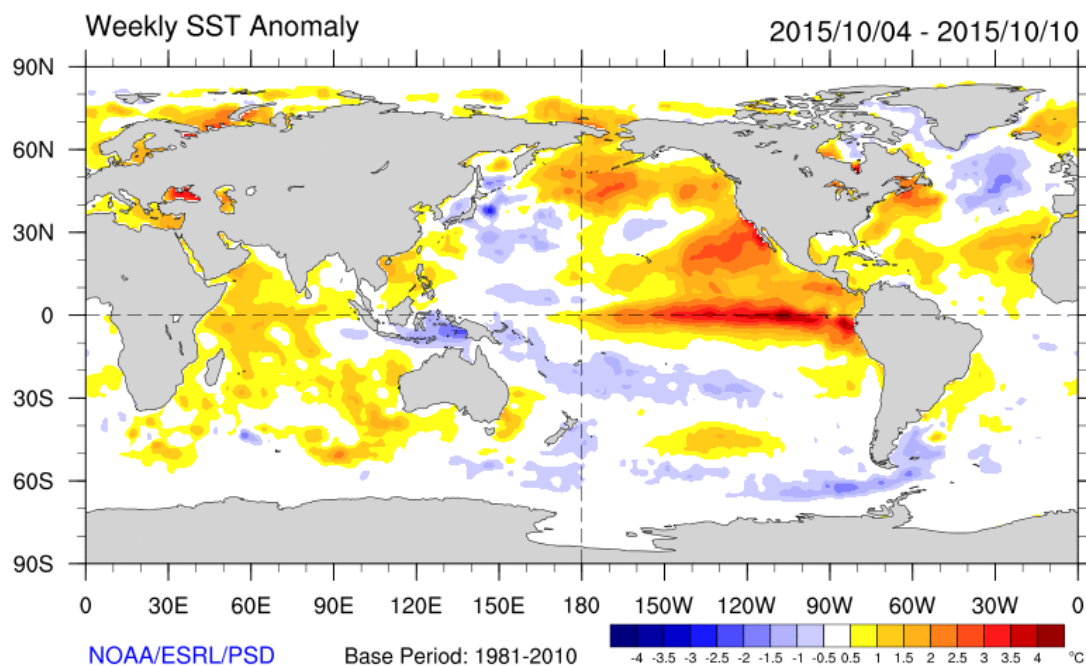 Weekly SST Anomaly 2015/10/04 - 2015/10/10
90N
60N
30N
0
30S
60S
90S
0 30E 60E 90E 120E 150E 180 150W 120W 90W 60W 30W 0
NOAA/ESRL/PSD Base Period: 1981-2010
-4 -3.5 -3 -2.5 -2 -1.5 -1 -0.5 0.5 1 1.5 2 2.5 3 3.5 4 °C